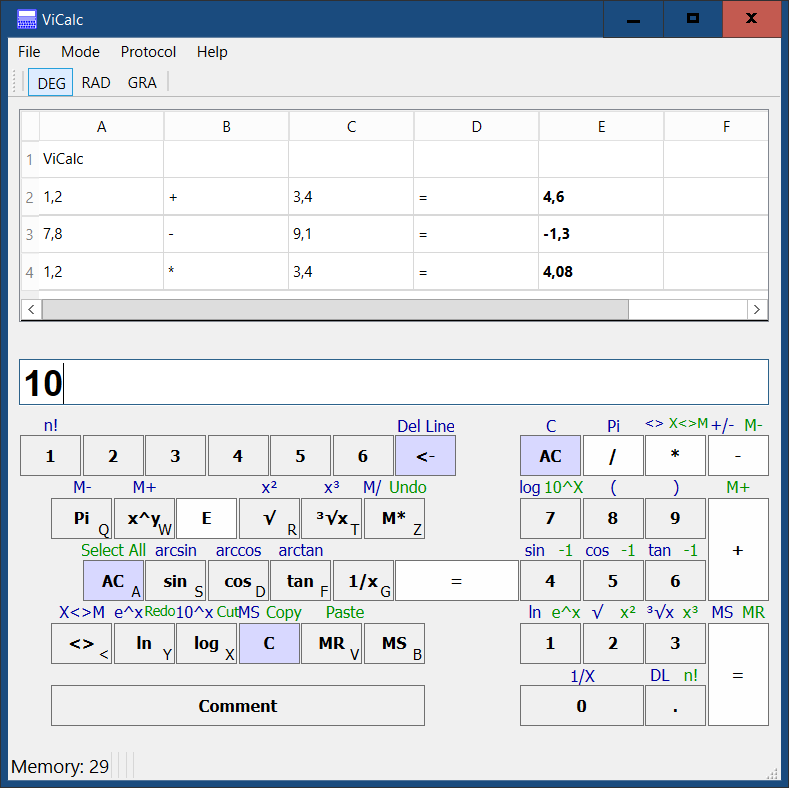 ViCalc
File Mode Protocol Help
DEG RAD GRA
A B C D E F
1 ViCalc
2 1,2 + 3,4 = 4,6
3 7,8 - 9,1 = -1,3
4 1,2 * 3,4 = 4,08
10
n! Del Line C Pi <> X<>M +/- M-
1 2 3 4 5 6 <- AC / * -
M- M+ x² x³ M/ Undo log 10^X ( ) M+
Pi Q x^y W E √ R ³√x T M* Z 7 8 9 +
Select All arcsin arccos arctan sin -1 cos -1 tan -1
AC A sin S cos D tan F 1/x G = 4 5 6
X<>M e^x Redo 10^x Cut MS Copy Paste ln e^x √ x² ³√x x³ MS MR
<> < ln Y log X C MR V MS B 1 2 3 =
1/X DL n!
Comment 0 .
Memory: 29